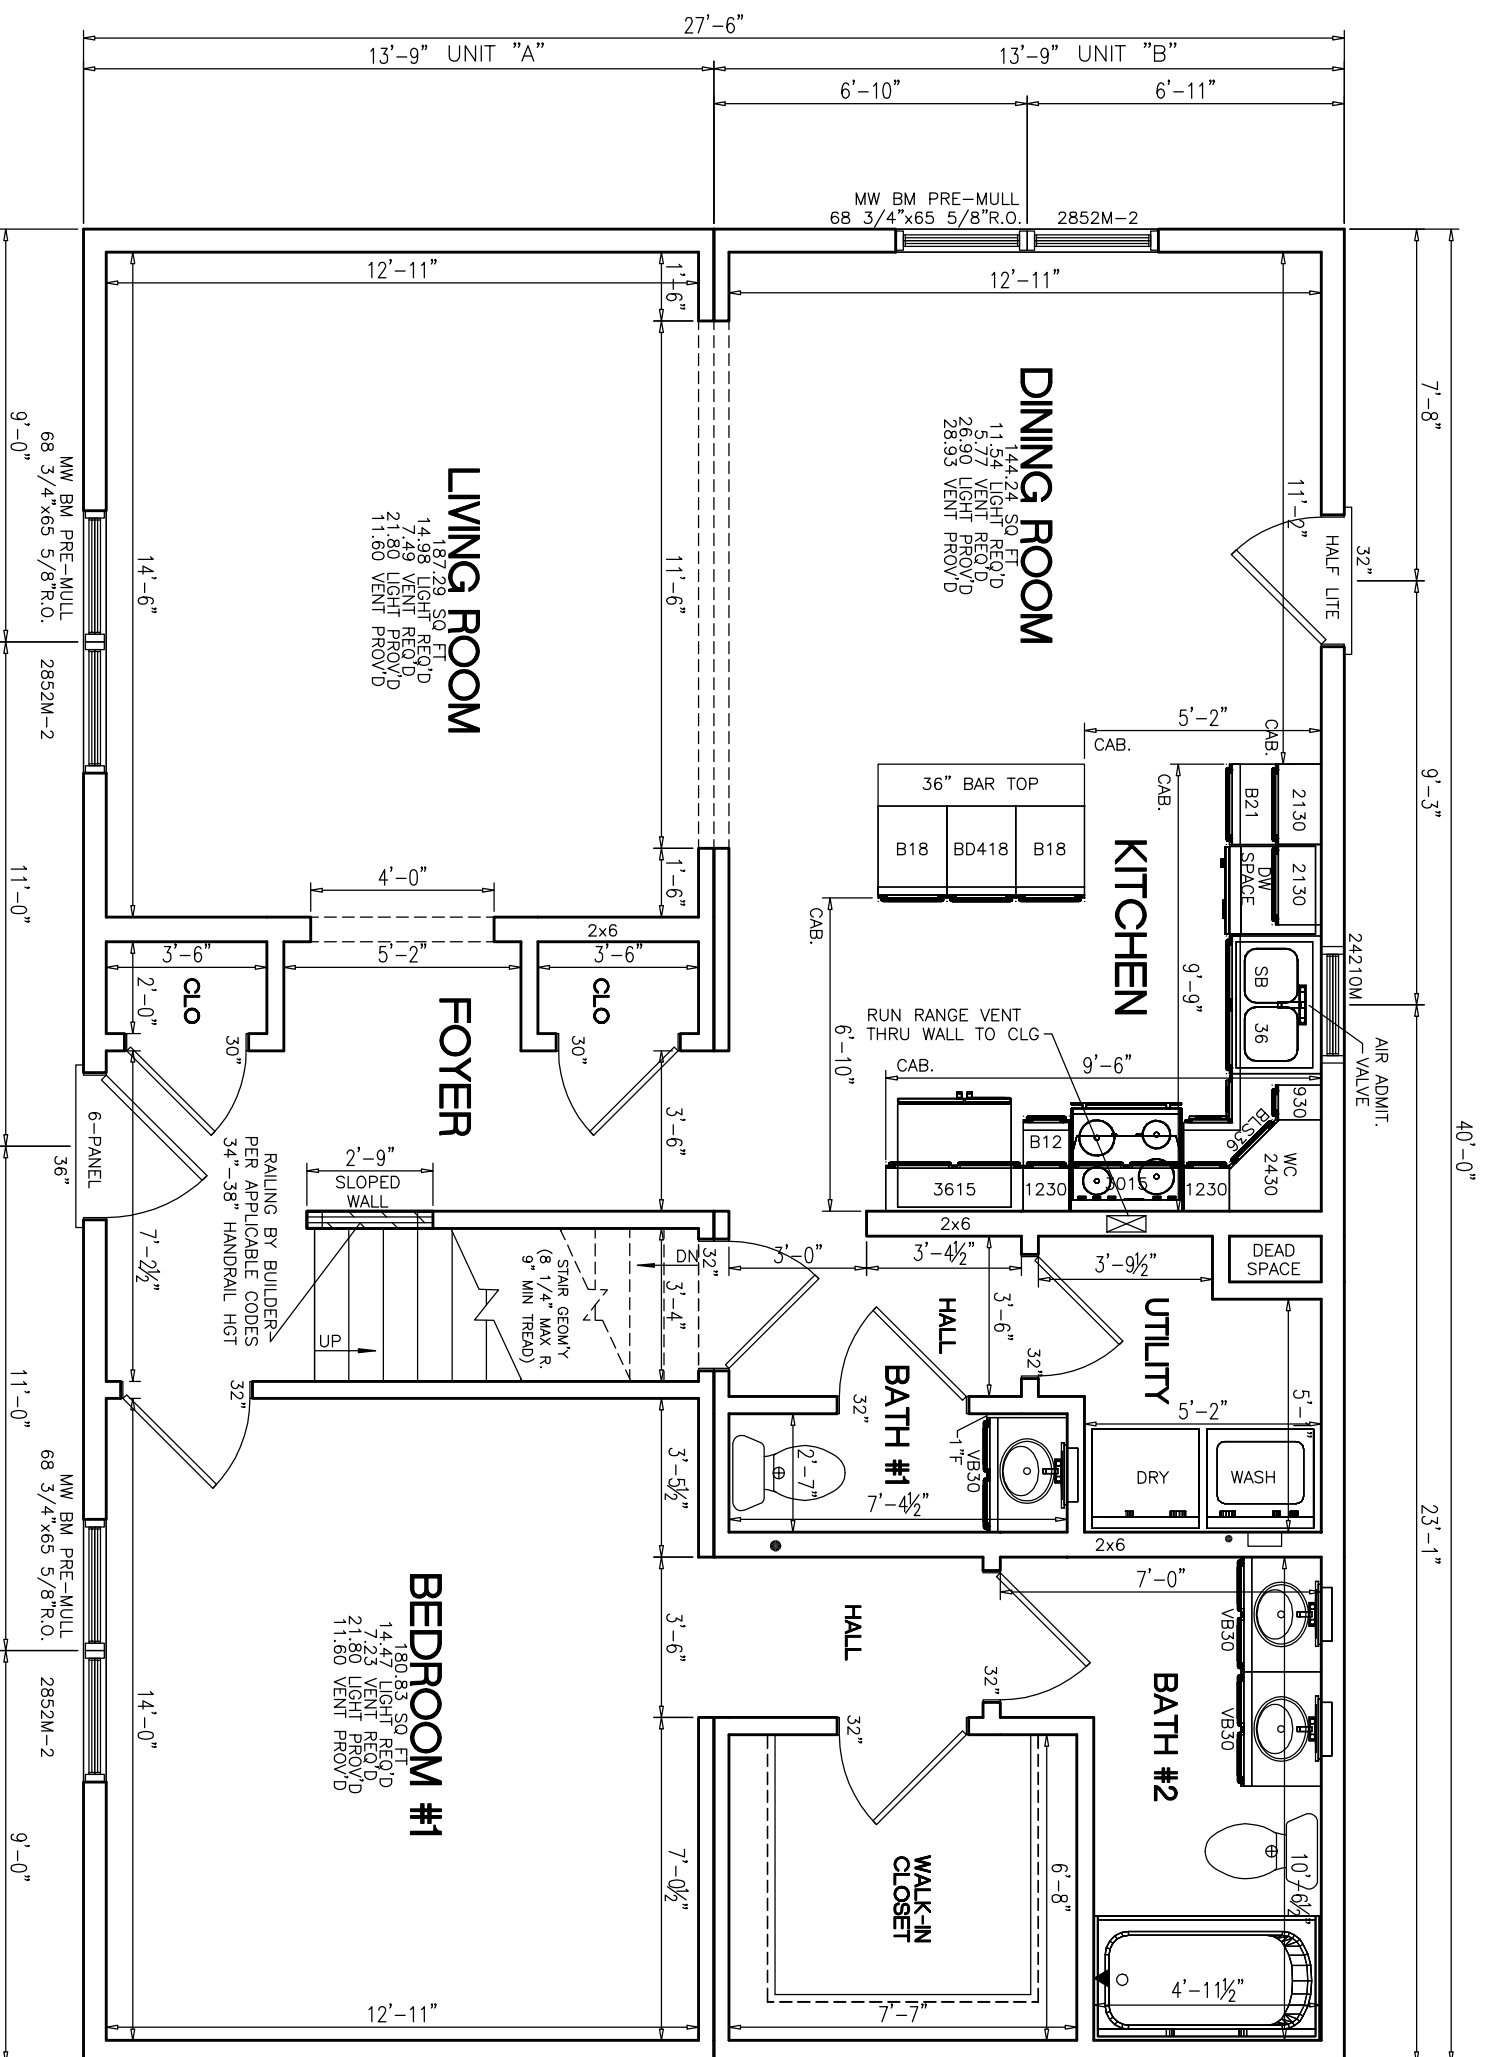 27'-6"
13'-9" UNIT "A"
13'-9" UNIT "B"
6'-10"
6'-11"
MW BM PRE-MULL
68 3/4"x65 5/8"R.O.
2852M-2
12'-11"
1'-6"
12'-11"
7'-8"
9'-3"
23'-1"
40'-0"
11'-2"
32"
HALF LITE
DINING ROOM
144.24 SQ FT
11.54 LIGHT REQ'D
5.77 VENT REQ'D
26.90 LIGHT PROV'D
28.93 VENT PROV'D
LIVING ROOM
187.29 SQ FT
14.98 LIGHT REQ'D
7.49 VENT REQ'D
21.80 LIGHT PROV'D
11.60 VENT PROV'D
14'-6"
11'-6"
1'-6"
9'-0"
MW BM PRE-MULL
68 3/4"x65 5/8"R.O.
2852M-2
11'-0"
5'-2"
CAB.
CAB.
CAB.
36" BAR TOP
B18
BD418
B18
KITCHEN
B21
2130
DW
SPACE
2130
SB
36
24210M
AIR ADMIT.
VALVE
9'-9"
CAB.
6'-10"
RUN RANGE VENT
THRU WALL TO CLG
CAB.
9'-6"
930
BLS36
WC
2430
B12
3615
1230
3015
1230
2x6
4'-0"
2x6
3'-6"
5'-2"
3'-6"
2'-0"
CLO
CLO
30"
30"
FOYER
3'-6"
6-PANEL
36"
7'-2½"
RAILING BY BUILDER
PER APPLICABLE CODES
34"-38" HANDRAIL HGT
2'-9"
SLOPED
WALL
UP
STAIR GEOM'Y
(8 1/4" MAX R.
9" MIN TREAD)
DN
32"
3'-4"
3'-0"
3'-4½"
3'-9½"
DEAD
SPACE
HALL
3'-6"
32"
UTILITY
5'-1"
5'-2"
DRY
WASH
BATH #1
32"
1"F
VB30
2'-7"
7'-4½"
2x6
32"
11'-0"
MW BM PRE-MULL
68 3/4"x65 5/8"R.O.
2852M-2
9'-0"
BEDROOM #1
180.83 SQ FT
14.47 LIGHT REQ'D
7.23 VENT REQ'D
21.80 LIGHT PROV'D
11.60 VENT PROV'D
14'-0"
3'-5½"
3'-6"
7'-0½"
12'-11"
HALL
32"
32"
7'-0"
VB30
VB30
BATH #2
10'-6½"
4'-11½"
WALK-IN
CLOSET
6'-8"
7'-7"